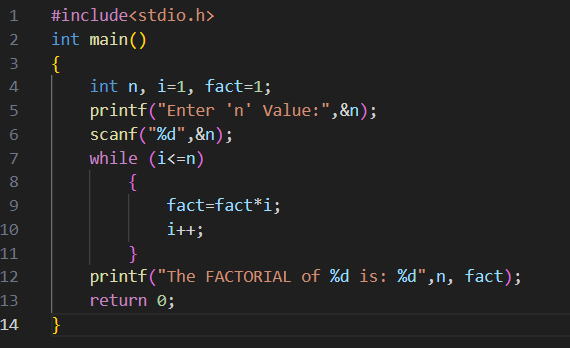 1 #include<stdio.h>
2 int main()
3 {
4 int n, i=1, fact=1;
5 printf("Enter 'n' Value:",&n);
6 scanf("%d",&n);
7 while (i<=n)
8 {
9 fact=fact*i;
10 i++;
11 }
12 printf("The FACTORIAL of %d is: %d",n, fact);
13 return 0;
14 }